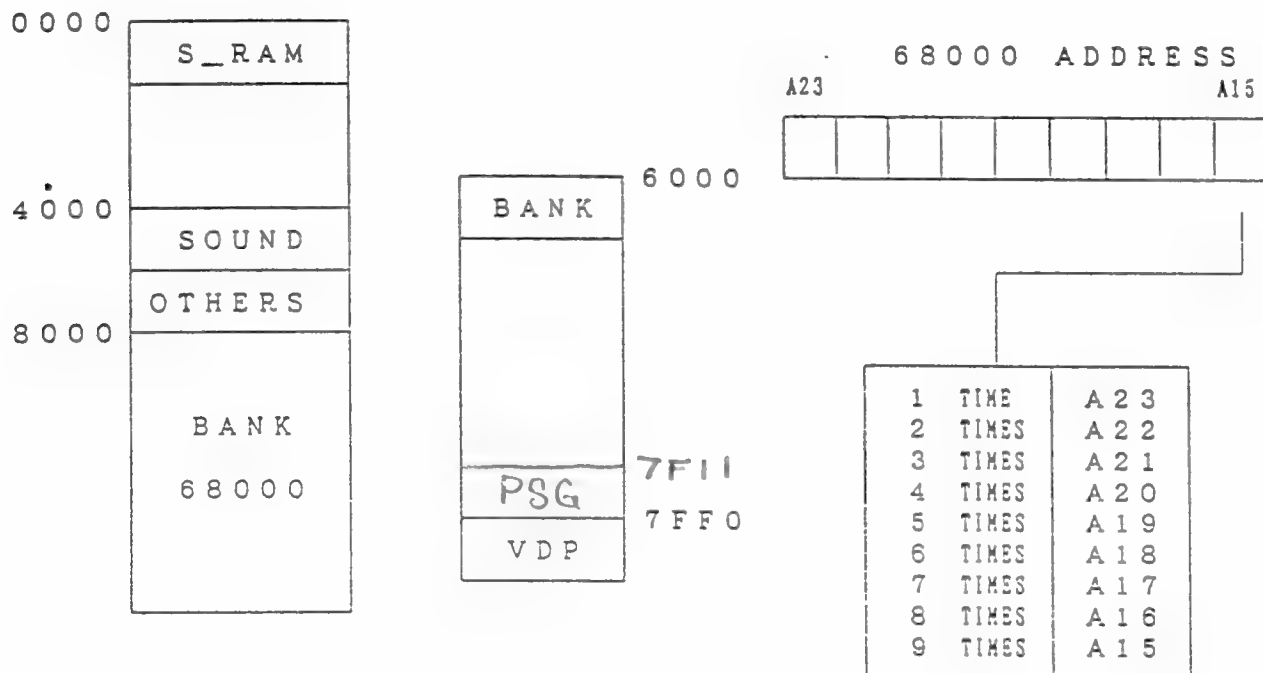 0000
S_RAM
4000
SOUND
OTHERS
8000
BANK
68000
6000
BANK
7F11
PSG
7FF0
VDP
68000 ADDRESS
A23 A15
1 TIME A23
2 TIMES A22
3 TIMES A21
4 TIMES A20
5 TIMES A19
6 TIMES A18
7 TIMES A17
8 TIMES A16
9 TIMES A15